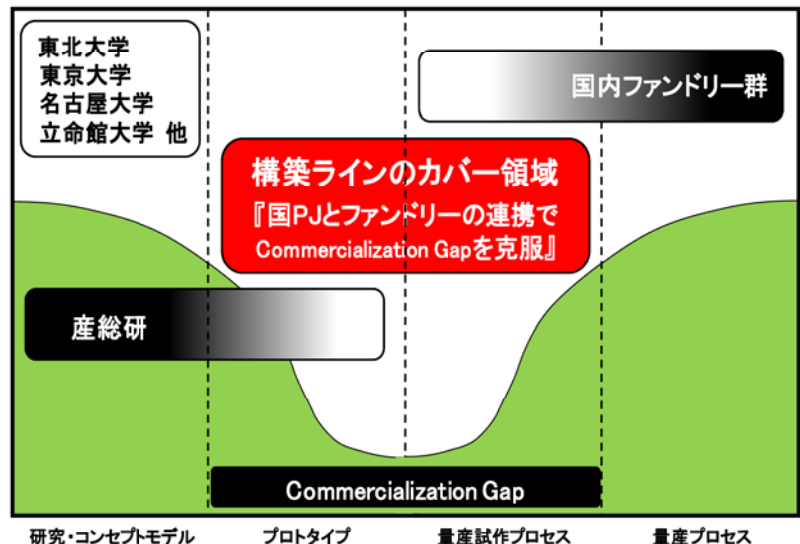 東北大学
東京大学
名古屋大学
立命館大学 他
国内ファンドリー群
構築ラインのカバー領域
『国PJとファンドリーの連携で
Commercialization Gapを克服』
産総研
Commercialization Gap
研究・コンセプトモデル
プロトタイプ
量産試作プロセス
量産プロセス